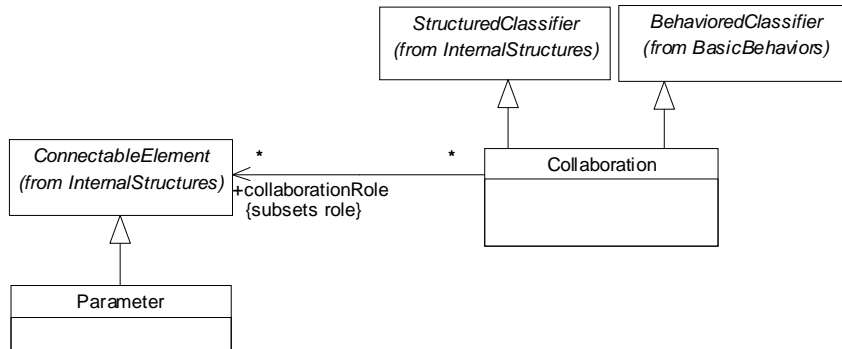 StructuredClassifier
(from InternalStructures)
BehavioredClassifier
(from BasicBehaviors)
ConnectableElement
(from InternalStructures)
*
*
+collaborationRole
{subsets role}
Collaboration
Parameter